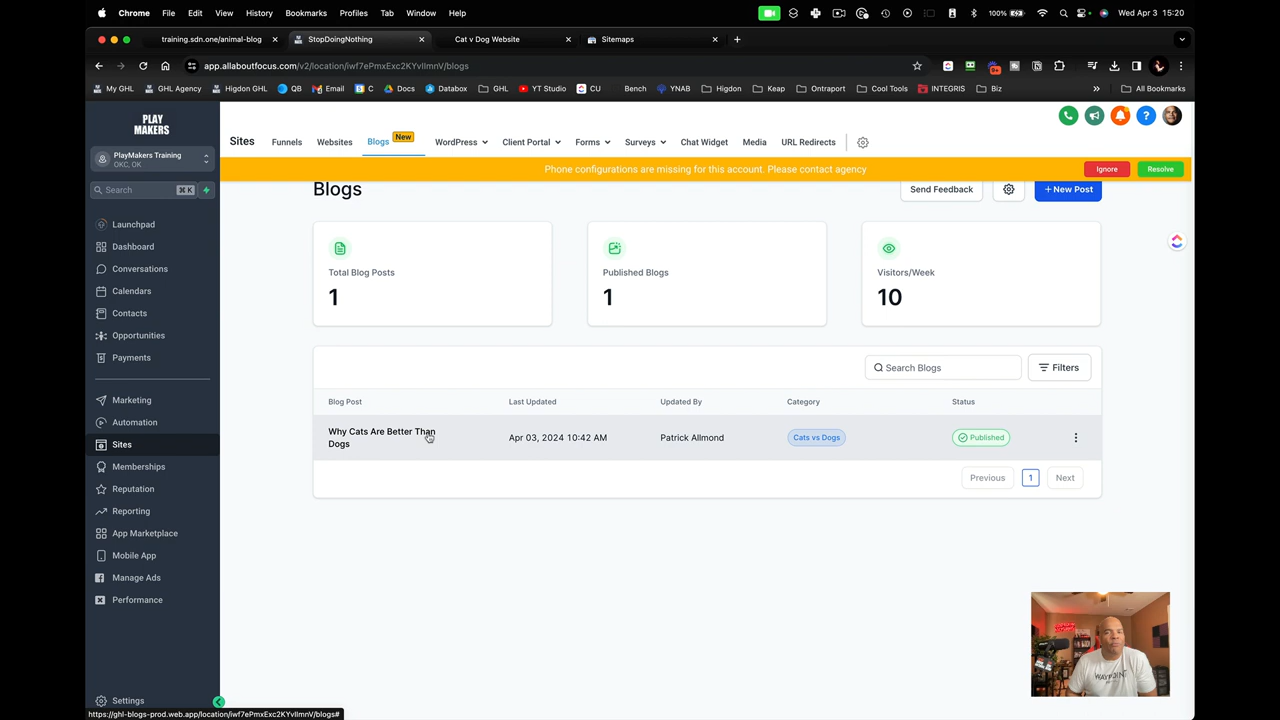 Chrome File Edit View History Bookmarks Profiles Tab Window Help
100% Wed Apr 3 15:20
training.sdn.one/animal-blog
StopDoingNothing
Cat v Dog Website
Sitemaps
app.allaboutfocus.com/v2/location/iwf7ePmxExc2KYvlImnV/blogs
My GHL GHL Agency Higdon GHL QB Email C Docs Databox GHL YT Studio CU Bench YNAB Higdon Keap Ontraport Cool Tools INTEGRIS Biz All Bookmarks
PLAY
MAKERS
PlayMakers Training
OKC, OK
Search ⌘ K
Launchpad
Dashboard
Conversations
Calendars
Contacts
Opportunities
Payments
Marketing
Automation
Sites
Memberships
Reputation
Reporting
App Marketplace
Mobile App
Manage Ads
Performance
Settings
Sites Funnels Websites Blogs New WordPress Client Portal Forms Surveys Chat Widget Media URL Redirects
Phone configurations are missing for this account. Please contact agency Ignore Resolve
Blogs Send Feedback + New Post
Total Blog Posts
1
Published Blogs
1
Visitors/Week
10
Search Blogs Filters
Blog Post Last Updated Updated By Category Status
Why Cats Are Better Than
Dogs
Apr 03, 2024 10:42 AM Patrick Allmond Cats vs Dogs Published
Previous 1 Next
WAYPOINT
https://ghl-blogs-prod.web.app/location/iwf7ePmxExc2KYvlImnV/blogs#